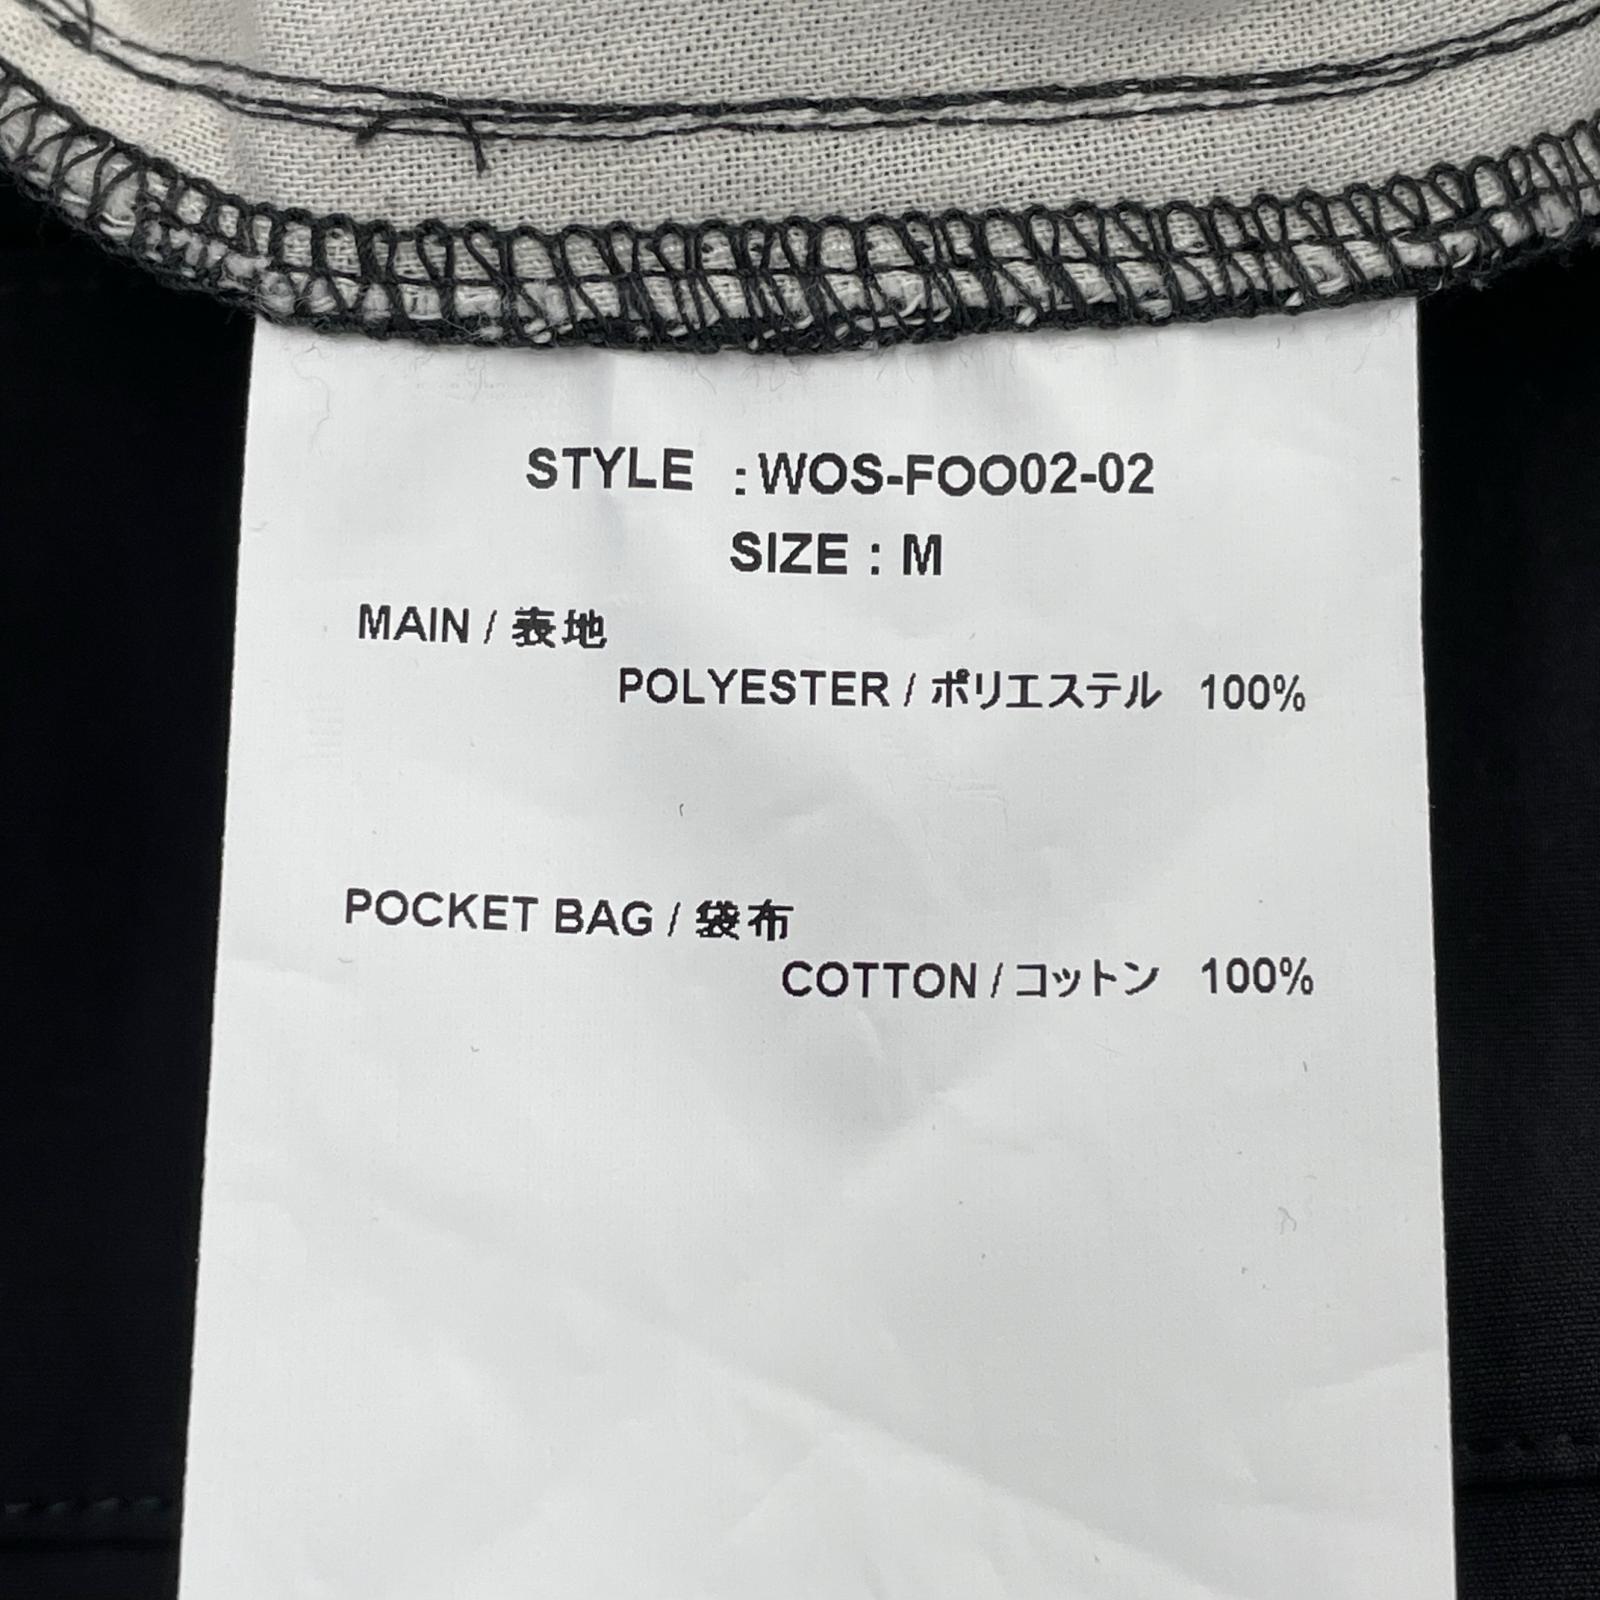 STYLE :WOS-FOO02-02
SIZE : M
MAIN / 表地
POLYESTER / ポリエステル 100%
POCKET BAG / 袋布
COTTON / コットン 100%